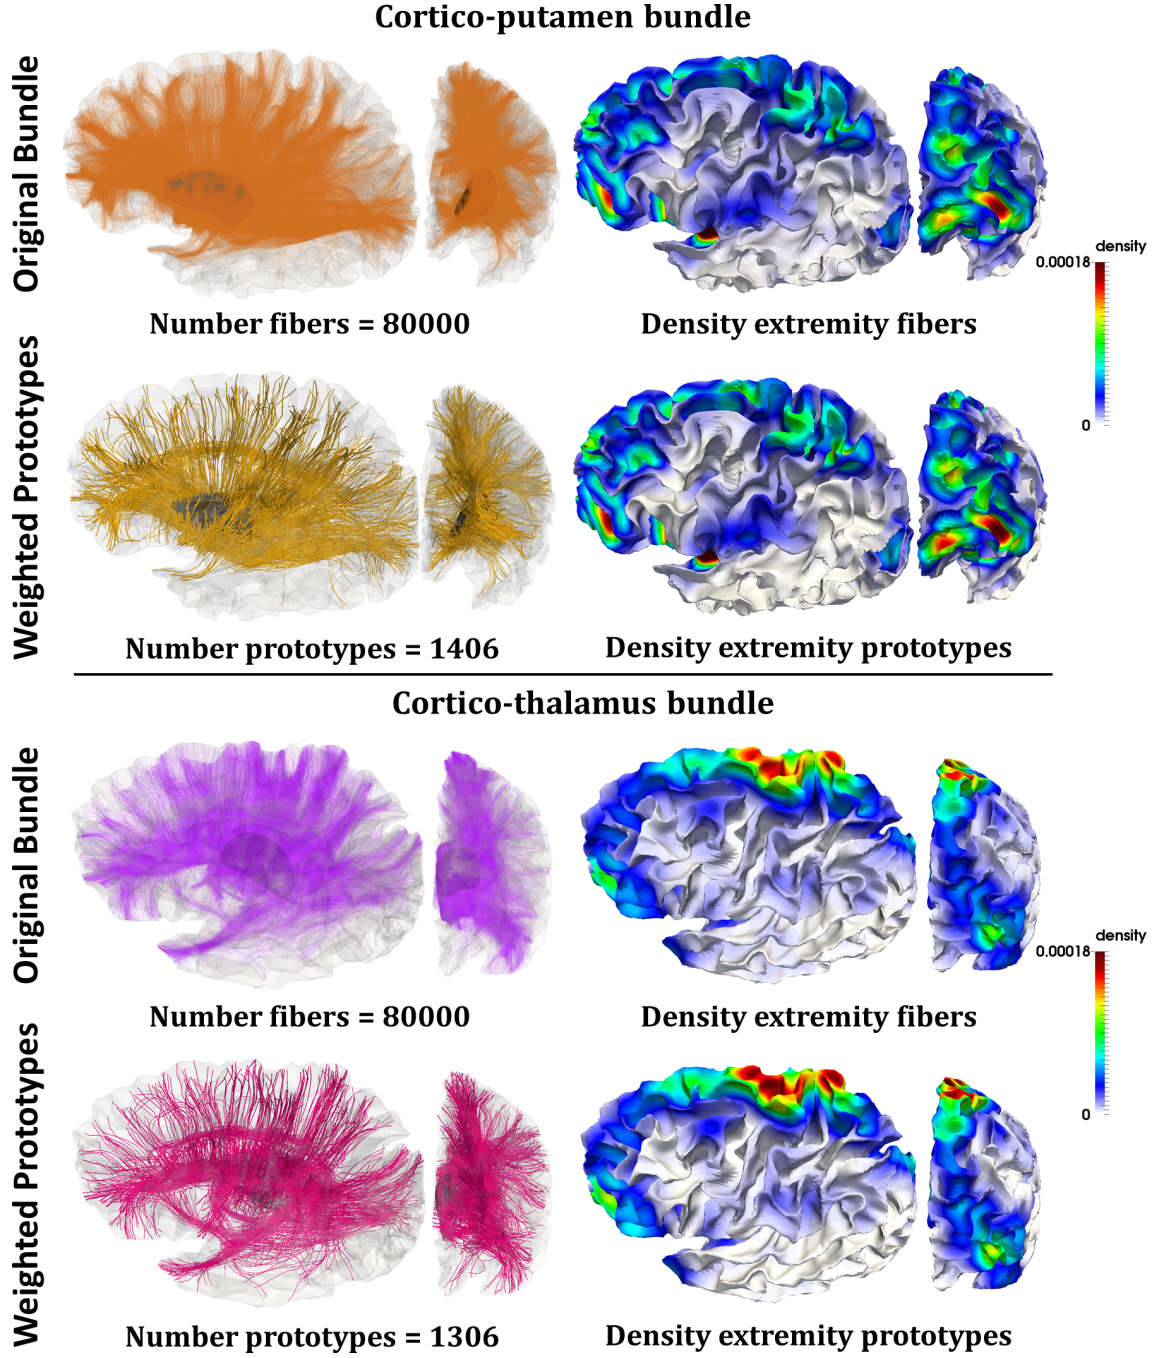 Cortico-putamen bundle
Original Bundle
density
0.00018
0
Number fibers = 80000
Density extremity fibers
Weighted Prototypes
Number prototypes = 1406
Density extremity prototypes
Cortico-thalamus bundle
Original Bundle
density
0.00018
0
Number fibers = 80000
Density extremity fibers
Weighted Prototypes
Number prototypes = 1306
Density extremity prototypes